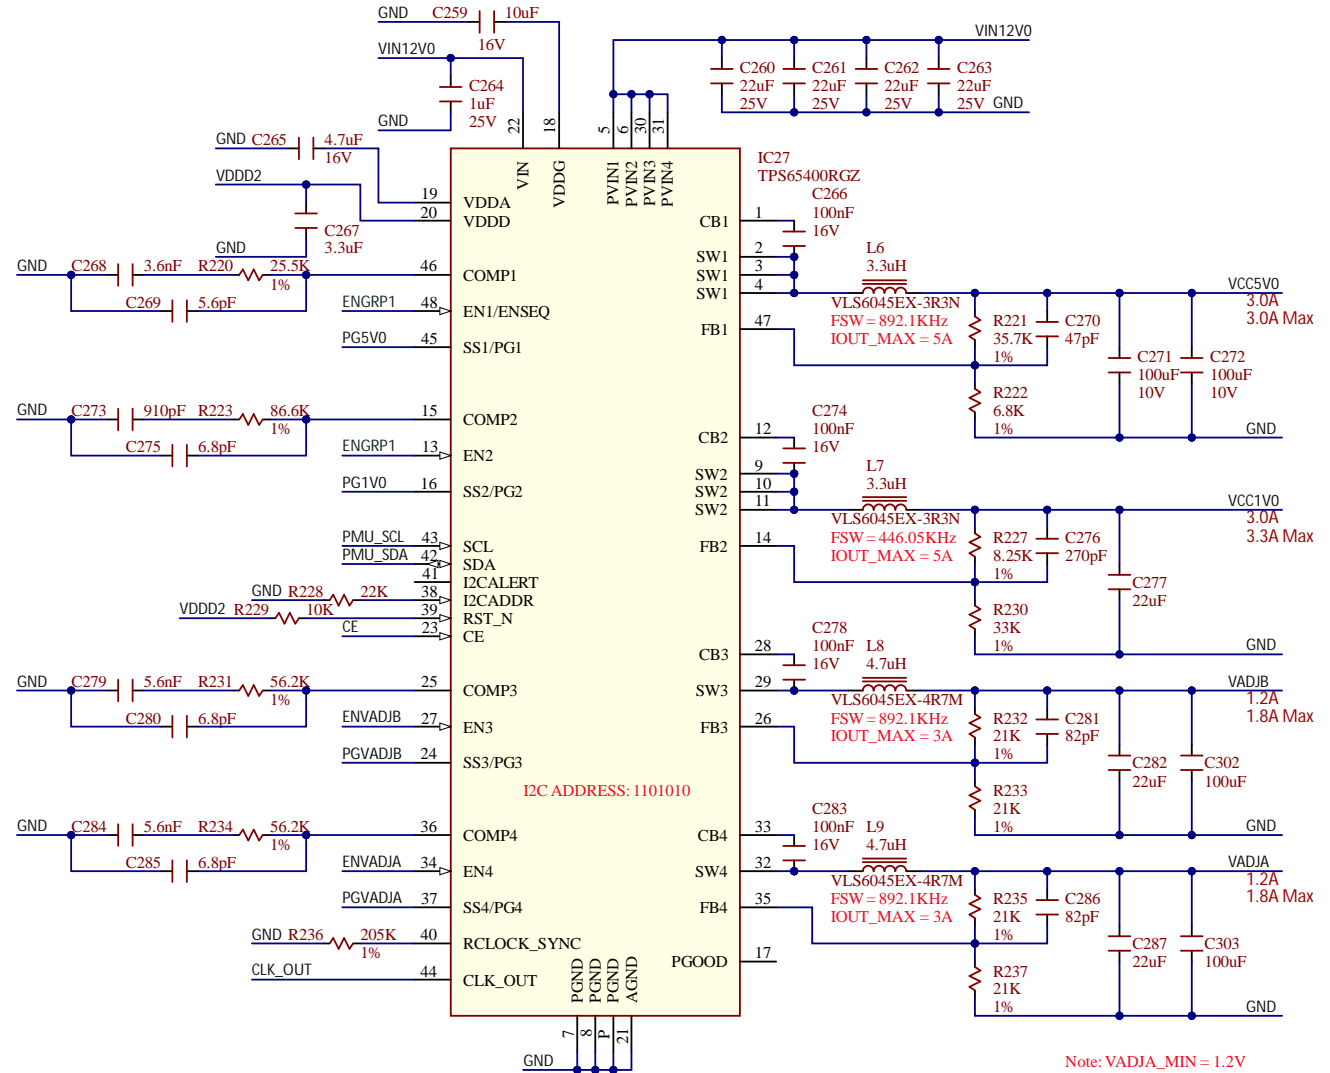 GND C259 10uF
16V
VIN12V0
C264
1uF
25V
GND
22
18
VIN12V0
C260 C261 C262 C263
22uF 22uF 22uF 22uF
25V 25V 25V 25V GND
5 6 30 31
GND C265 4.7uF
16V
VDDD2
C267
3.3uF
GND
IC27
TPS65400RGZ
VIN VDDG PVIN1 PVIN2 PVIN3 PVIN4
19 VDDA
20 VDDD
GND C268 3.6nF R220 25.5K
1%
C269 5.6pF
46 COMP1
ENGRP1 48 EN1/ENSEQ
PG5V0 45 SS1/PG1
GND C273 910pF R223 86.6K
1%
C275 6.8pF
15 COMP2
ENGRP1 13 EN2
PG1V0 16 SS2/PG2
PMU_SCL 43 SCL
PMU_SDA 42 SDA
41 I2CALERT
GND R228 22K 38 I2CADDR
VDDD2 R229 10K 39 RST_N
CE 23 CE
GND C279 5.6nF R231 56.2K
1%
C280 6.8pF
25 COMP3
ENVADJB 27 EN3
PGVADJB 24 SS3/PG3
I2C ADDRESS: 1101010
GND C284 5.6nF R234 56.2K
1%
C285 6.8pF
36 COMP4
ENVADJA 34 EN4
PGVADJA 37 SS4/PG4
GND R236 205K
1%
40 RCLOCK_SYNC
CLK_OUT 44 CLK_OUT
PGND PGND PGND AGND
7 8 P 21
GND
CB1 1
C266
100nF
16V
SW1 2
SW1 3
SW1 4
L6
3.3uH
VLS6045EX-3R3N
FSW = 892.1KHz
IOUT_MAX = 5A
FB1 47
VCC5V0
3.0A
3.0A Max
R221
35.7K
1%
C270
47pF
C271
100uF
10V
C272
100uF
10V
R222
6.8K
1%
GND
CB2 12
C274
100nF
16V
SW2 9
SW2 10
SW2 11
L7
3.3uH
VLS6045EX-3R3N
FSW = 446.05KHz
IOUT_MAX = 5A
FB2 14
VCC1V0
3.0A
3.3A Max
R227
8.25K
1%
C276
270pF
C277
22uF
R230
33K
1%
GND
CB3 28
C278
100nF
16V
SW3 29
L8
4.7uH
VLS6045EX-4R7M
FSW = 892.1KHz
IOUT_MAX = 3A
FB3 26
VADJB
1.2A
1.8A Max
R232
21K
1%
C281
82pF
C282
22uF
C302
100uF
R233
21K
1%
GND
CB4 33
C283
100nF
16V
SW4 32
L9
4.7uH
VLS6045EX-4R7M
FSW = 892.1KHz
IOUT_MAX = 3A
FB4 35
VADJA
1.2A
1.8A Max
R235
21K
1%
C286
82pF
C287
22uF
C303
100uF
R237
21K
1%
GND
PGOOD 17
Note: VADJA_MIN = 1.2V